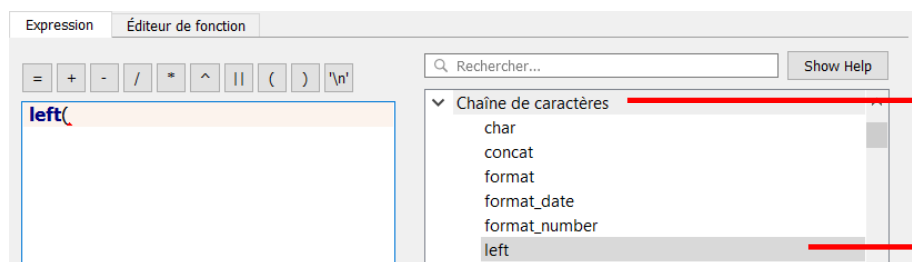 Expression Éditeur de fonction
= + - / * ^ || ( ) '\n'
left(
Rechercher... Show Help
Chaîne de caractères
char
concat
format
format_date
format_number
left